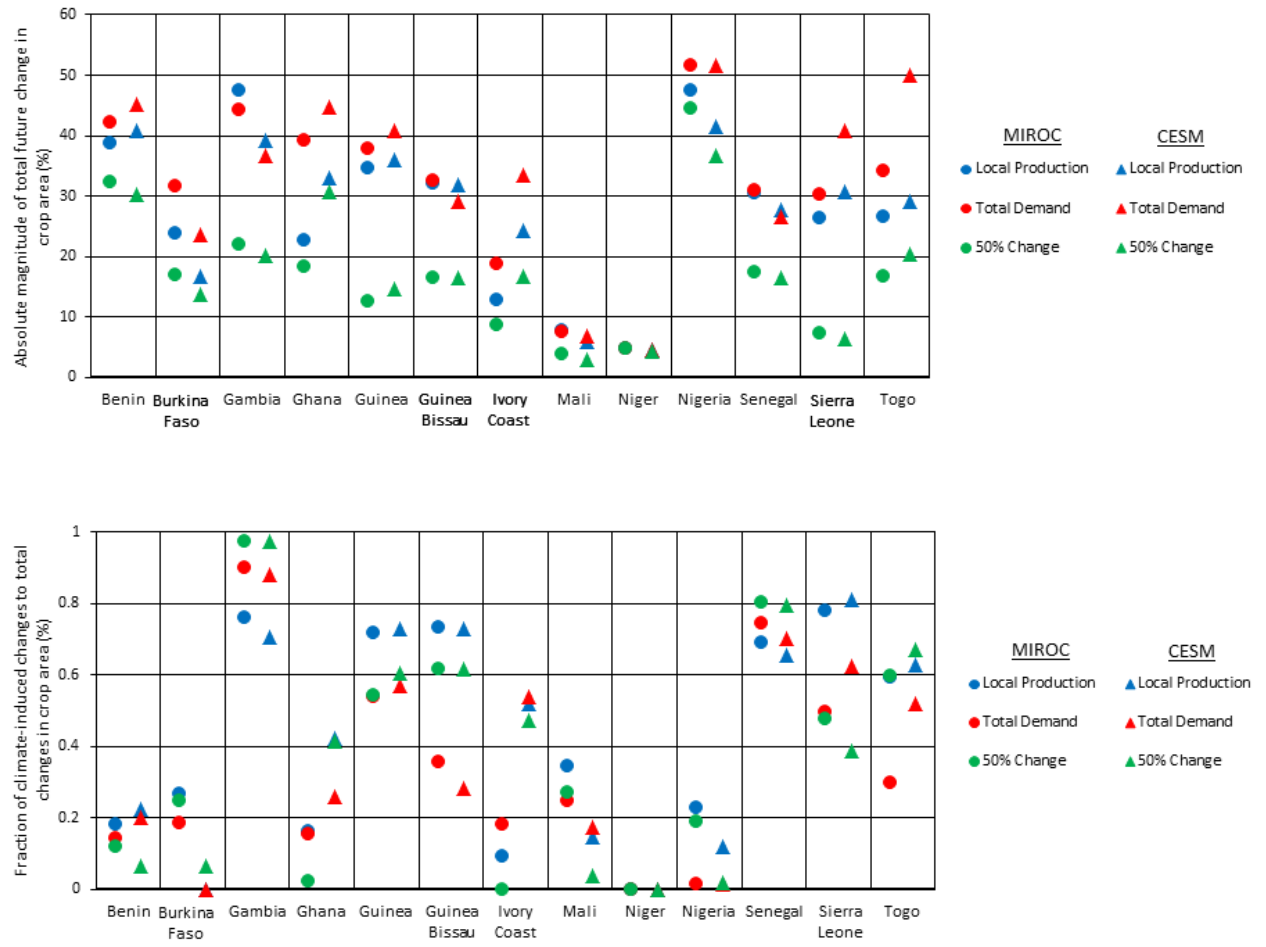 60
50
40
30
20
10
0
Absolute magnitude of total future change in
crop area (%)
Benin Burkina Faso Gambia Ghana Guinea Guinea Bissau Ivory Coast Mali Niger Nigeria Senegal Sierra Leone Togo
MIROC CESM
Local Production Local Production
Total Demand Total Demand
50% Change 50% Change
1
0.8
0.6
0.4
0.2
0
Fraction of climate-induced changes to total
changes in crop area (%)
Benin Burkina Faso Gambia Ghana Guinea Guinea Bissau Ivory Coast Mali Niger Nigeria Senegal Sierra Leone Togo
MIROC CESM
Local Production Local Production
Total Demand Total Demand
50% Change 50% Change